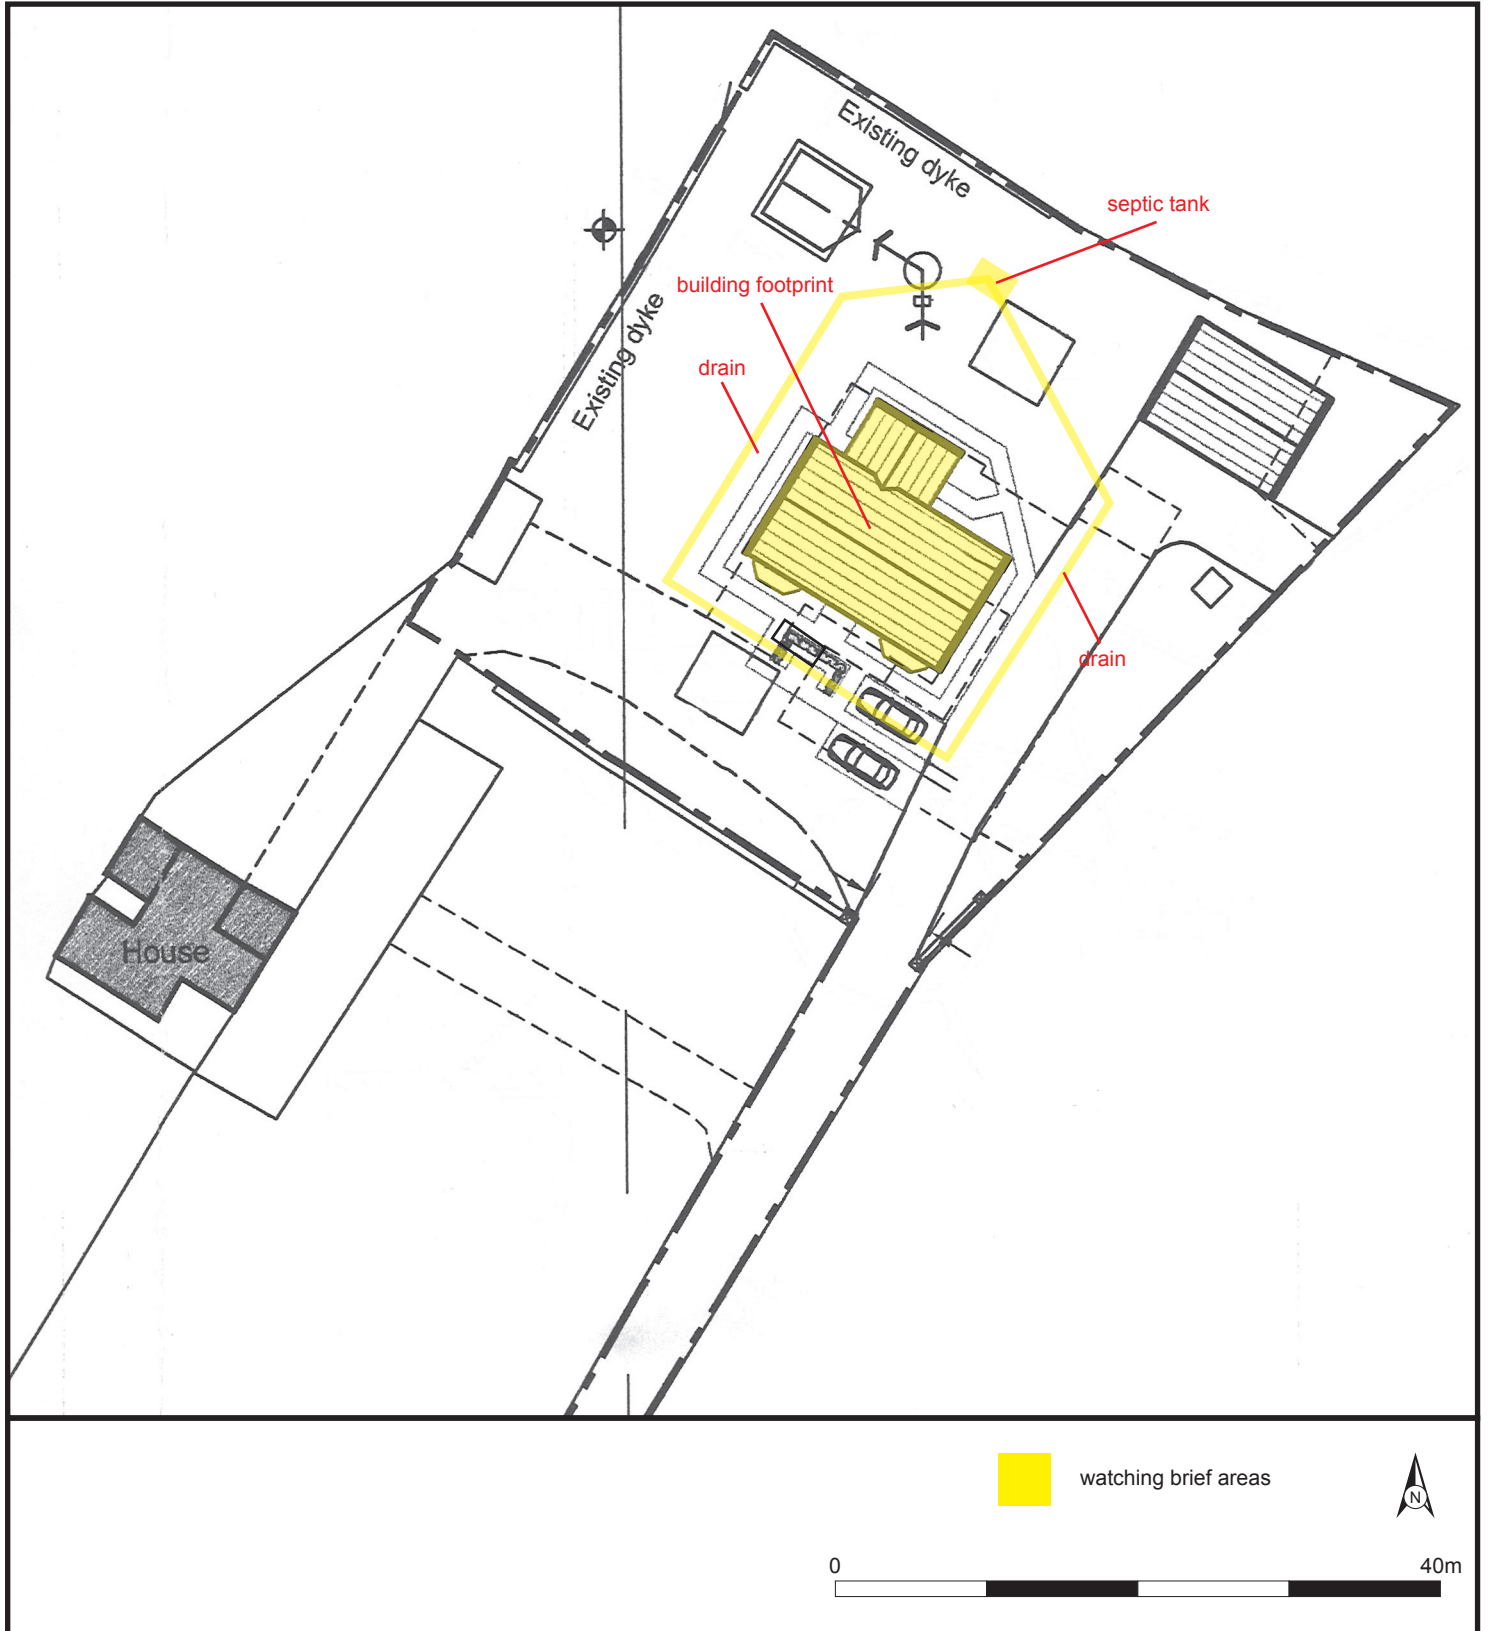 Existing dyke
septic tank
building footprint
Existing dyke
drain
drain
House
watching brief areas
N
0 40m